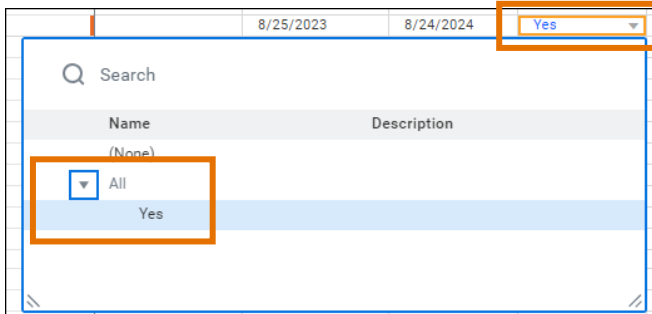 8/25/2023 8/24/2024 Yes
Search
Name Description
(None)
All
Yes